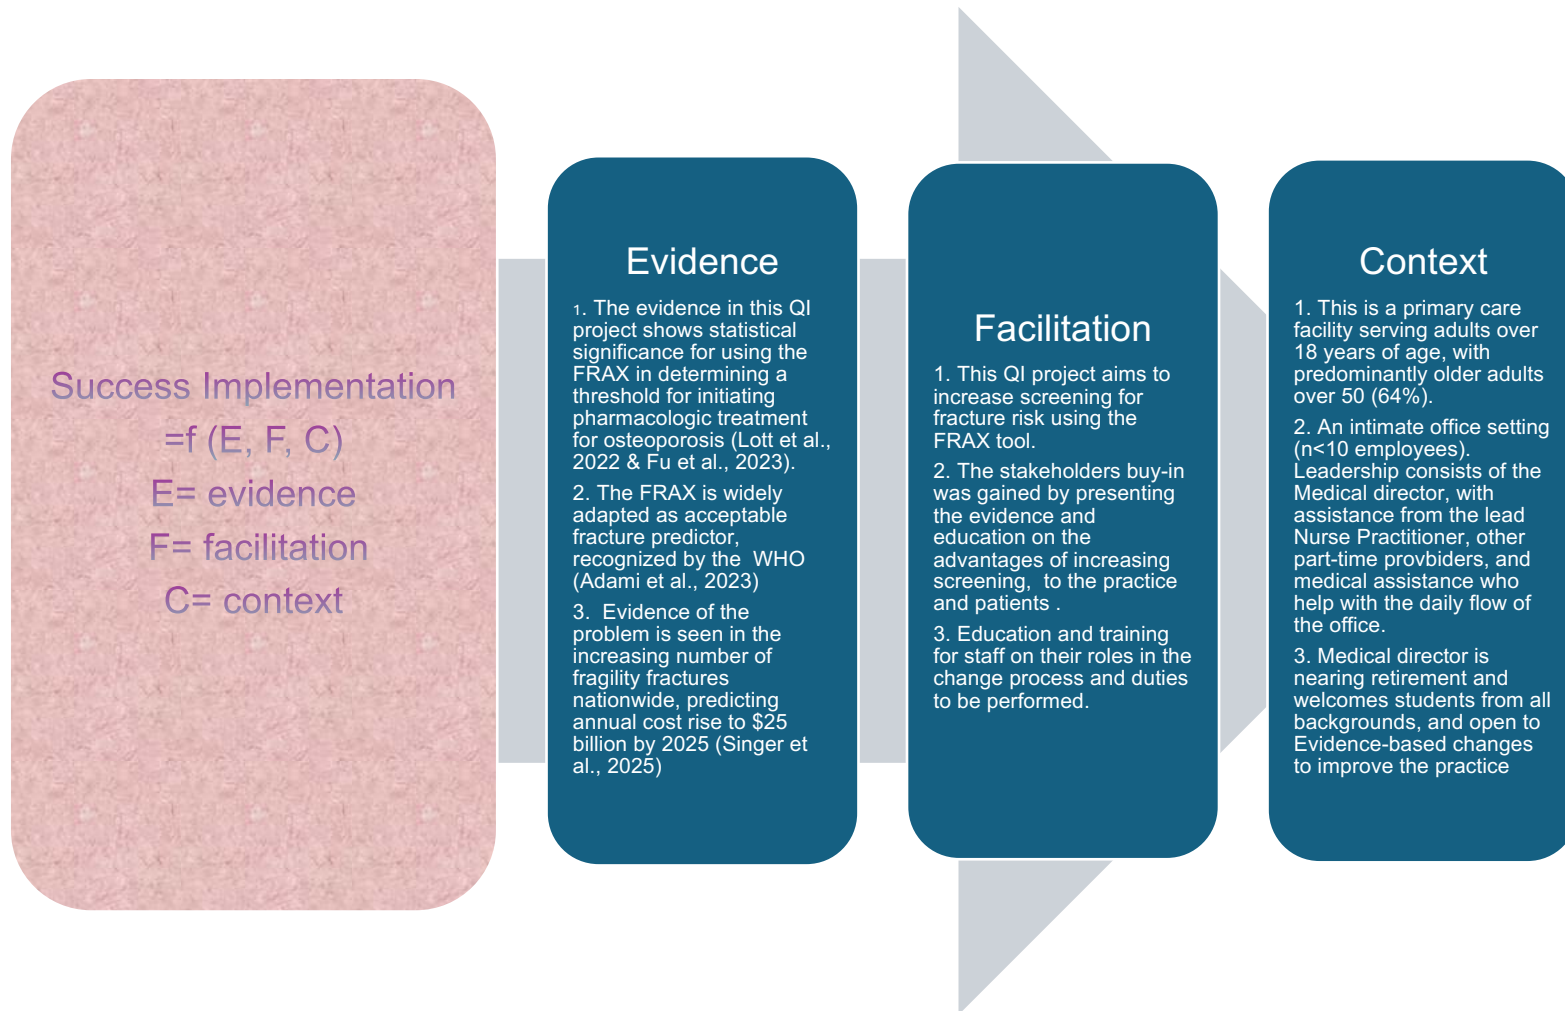 Success Implementation
=f (E, F, C)
E= evidence
F= facilitation
C= context
Evidence
1. The evidence in this QI
project shows statistical
significance for using the
FRAX in determining a
threshold for initiating
pharmacologic treatment
for osteoporosis (Lott et al.,
2022 & Fu et al., 2023).
2. The FRAX is widely
adapted as acceptable
fracture predictor,
recognized by the  WHO
(Adami et al., 2023)
3.  Evidence of the
problem is seen in the
increasing number of
fragility fractures
nationwide, predicting
annual cost rise to $25
billion by 2025 (Singer et
al., 2025)
Facilitation
1. This QI project aims to
increase screening for
fracture risk using the
FRAX tool.
2. The stakeholders buy-in
was gained by presenting
the evidence and
education on the
advantages of increasing
screening,  to the practice
and patients .
3. Education and training
for staff on their roles in the
change process and duties
to be performed.
Context
1. This is a primary care
facility serving adults over
18 years of age, with
predominantly older adults
over 50 (64%).
2. An intimate office setting
(n<10 employees).
Leadership consists of the
Medical director, with
assistance from the lead
Nurse Practitioner, other
part-time provbiders, and
medical assistance who
help with the daily flow of
the office.
3. Medical director is
nearing retirement and
welcomes students from all
backgrounds, and open to
Evidence-based changes
to improve the practice